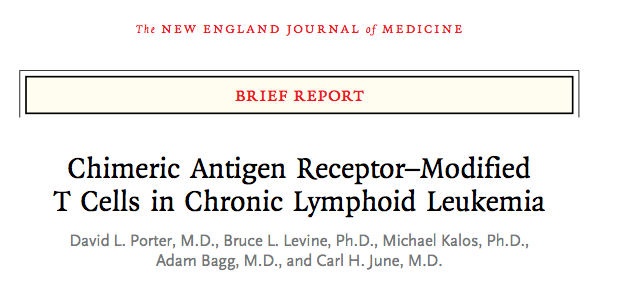 The NEW ENGLAND JOURNAL of MEDICINE
BRIEF REPORT
Chimeric Antigen Receptor–Modified
T Cells in Chronic Lymphoid Leukemia
David L. Porter, M.D., Bruce L. Levine, Ph.D., Michael Kalos, Ph.D.,
Adam Bagg, M.D., and Carl H. June, M.D.